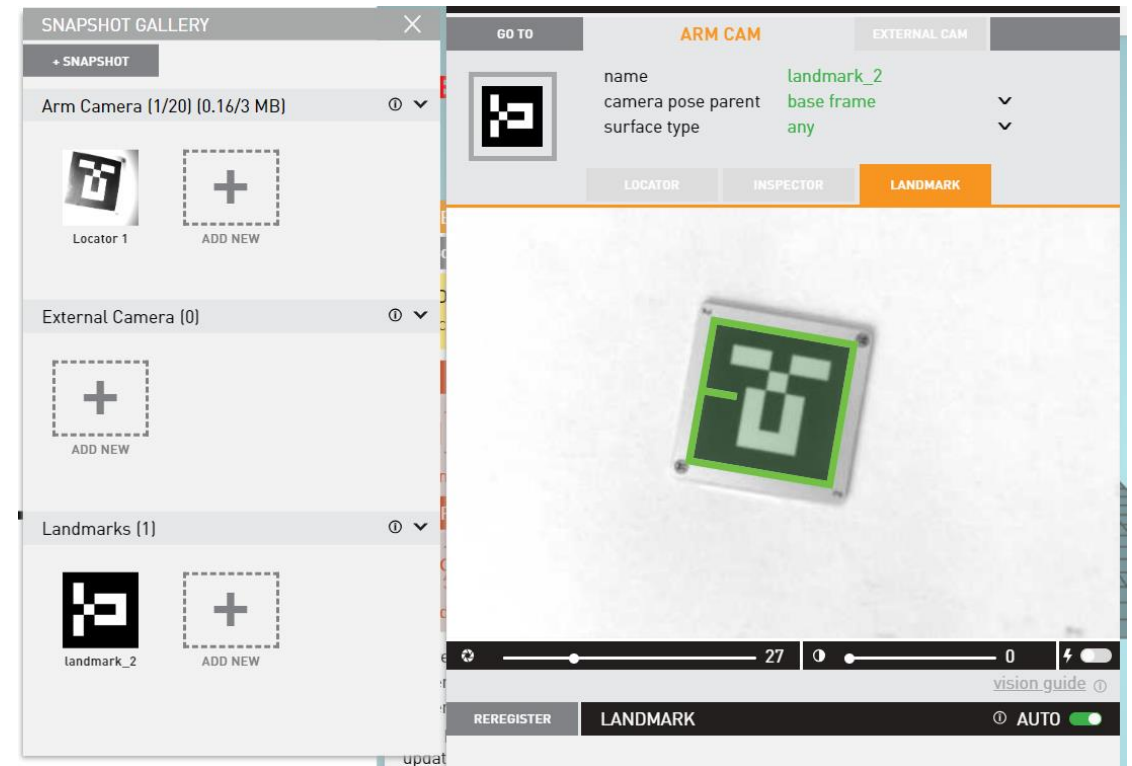 SNAPSHOT GALLERY
+ SNAPSHOT
Arm Camera (1/20) (0.16/3 MB)
Locator 1
ADD NEW
External Camera (0)
ADD NEW
Landmarks (1)
landmark_2
ADD NEW
GO TO
ARM CAM
EXTERNAL CAM
name landmark_2
camera pose parent base frame
surface type any
LOCATOR
INSPECTOR
LANDMARK
27
0
vision guide
REREGISTER
LANDMARK
AUTO